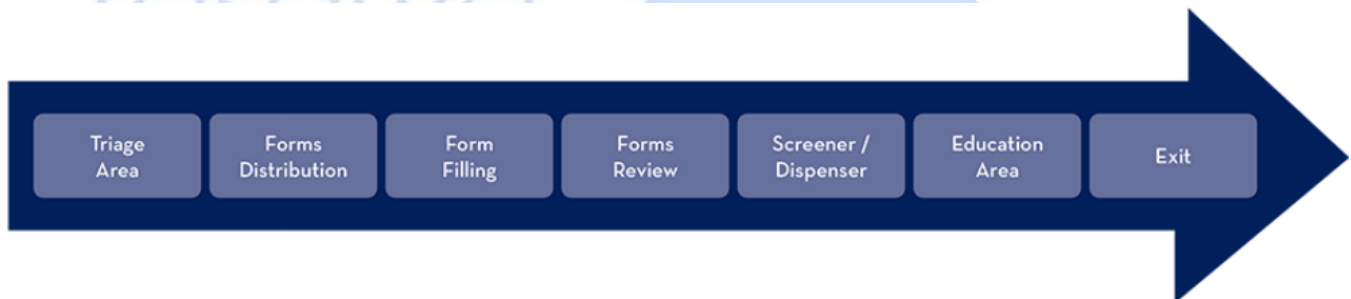 Triage
Area
Forms
Distribution
Form
Filling
Forms
Review
Screener /
Dispenser
Education
Area
Exit